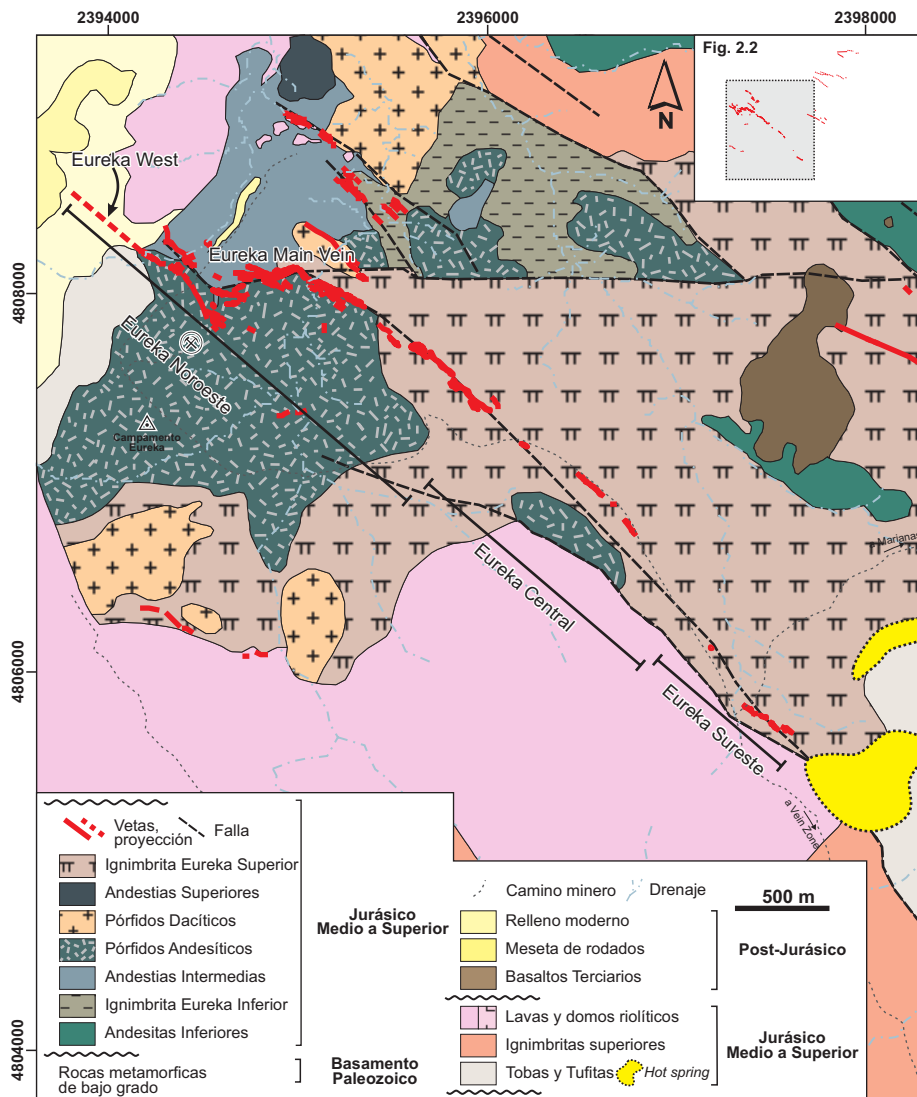 2394000
2396000
2398000
Fig. 2.2
N
Eureka West
Eureka Main Vein
4808000
Eureka Noroeste
Campamento
Eureka
Eureka Central
Marianas
4806000
Eureka Sureste
a Vein Zone
4804000
Vetas,
proyección
Falla
Ignimbrita Eureka Superior
Andestias Superiores
Pórfidos Dacíticos
Pórfidos Andesíticos
Andestias Intermedias
Ignimbrita Eureka Inferior
Andesitas Inferiores
Jurásico
Medio a Superior
Rocas metamorficas
de bajo grado
Basamento
Paleozoico
Camino minero
Drenaje
500 m
Relleno moderno
Meseta de rodados
Basaltos Terciarios
Post-Jurásico
Lavas y domos riolíticos
Ignimbritas superiores
Tobas y Tufitas
Hot spring
Jurásico
Medio a Superior